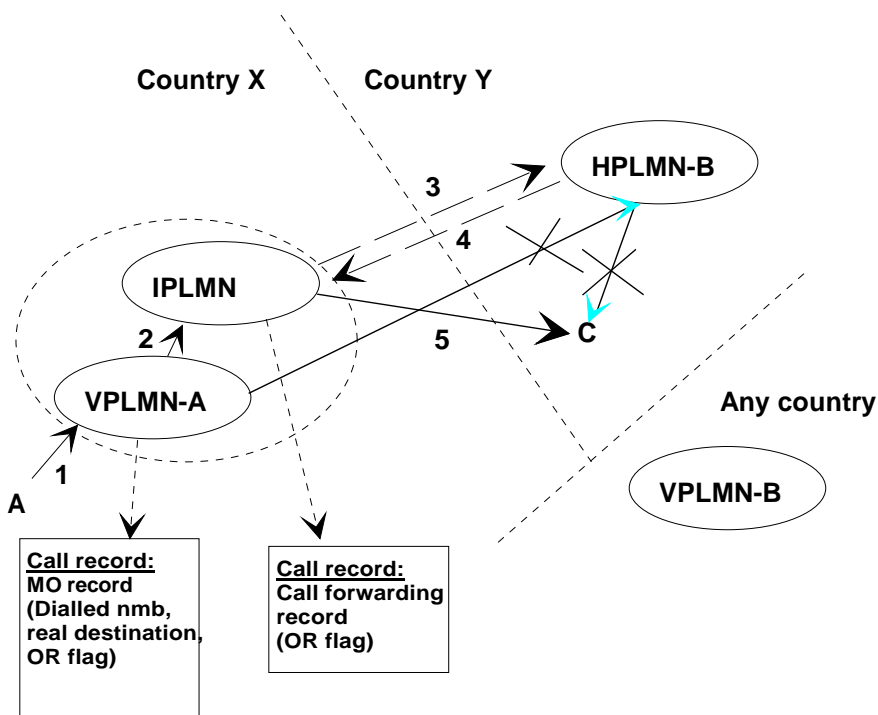 Country X
Country Y
HPLMN-B
3
4
IPLMN
2
5
C
VPLMN-A
Any country
1
A
VPLMN-B
Call record:
MO record
(Dialled nmb,
real destination,
OR flag)
Call record:
Call forwarding
record
(OR flag)